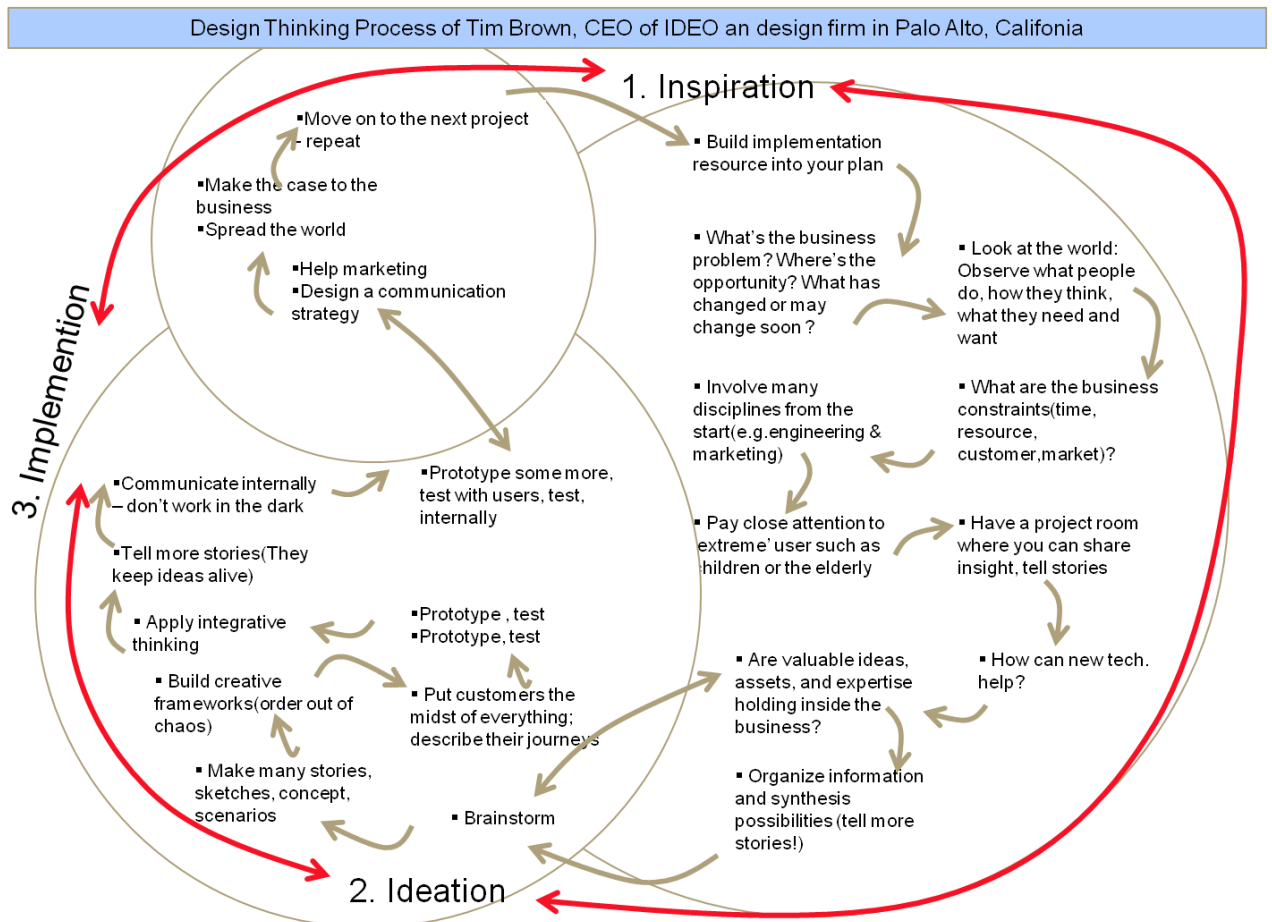 Design Thinking Process of Tim Brown, CEO of IDEO an design firm in Palo Alto, Califonia
1. Inspiration
▪ Build implementation
resource into your plan
▪ What's the business
problem? Where's the
opportunity? What has
changed or may
change soon ?
▪ Look at the world:
Observe what people
do, how they think,
what they need and
want
▪ What are the business
constraints(time,
resource,
customer,market)?
▪ Involve many
disciplines from the
start(e.g.engineering &
marketing)
▪ Pay close attention to
'extreme' user such as
children or the elderly
▪ Have a project room
where you can share
insight, tell stories
▪ How can new tech.
help?
▪ Are valuable ideas,
assets, and expertise
holding inside the
business?
▪ Organize information
and synthesis
possibilities (tell more
stories!)
2. Ideation
▪ Brainstorm
▪ Make many stories,
sketches, concept,
scenarios
▪ Build creative
frameworks(order out of
chaos)
▪ Put customers the
midst of everything;
describe their journeys
▪Prototype , test
▪Prototype, test
▪ Apply integrative
thinking
▪Tell more stories(They
keep ideas alive)
▪Communicate internally
– don't work in the dark
▪Prototype some more,
test with users, test,
internally
3. Implemention
▪Help marketing
▪Design a communication
strategy
▪Make the case to the
business
▪Spread the world
▪Move on to the next project
- repeat